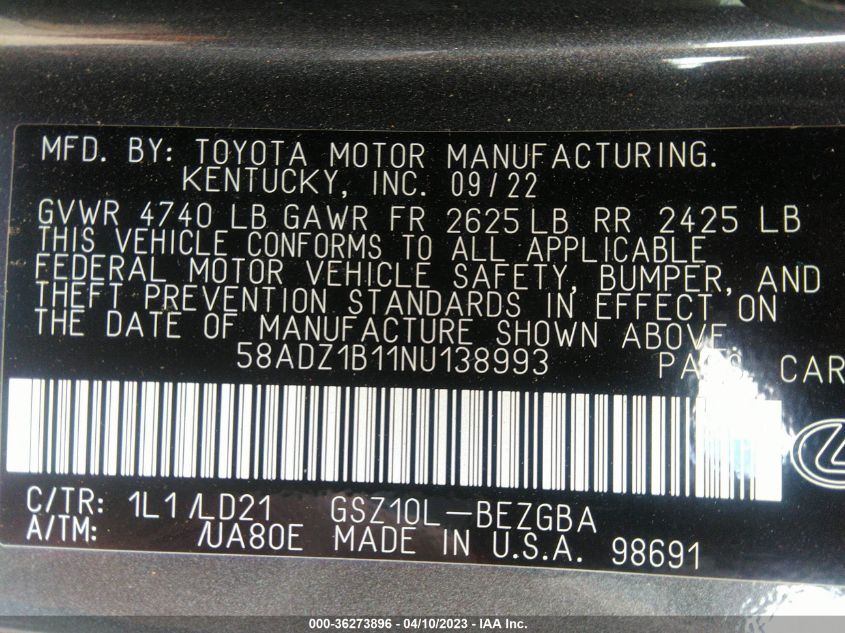 MFD. BY: TOYOTA MOTOR MANUFACTURING.
KENTUCKY, INC. 09/22
GVWR 4740 LB GAWR FR 2625 LB RR 2425 LB
THIS VEHICLE CONFORMS TO ALL APPLICABLE
FEDERAL MOTOR VEHICLE SAFETY, BUMPER, AND
THEFT PREVENTION STANDARDS IN EFFECT ON
THE DATE OF MANUFACTURE SHOWN ABOVE.
58ADZ1B11NU138993 CAR
C/TR: 1L1/LD21 GSZ10L-BEZGBA
A/TM: /UA80E MADE IN U.S.A. 98691
000-36273896 - 04/10/2023 - IAA Inc.